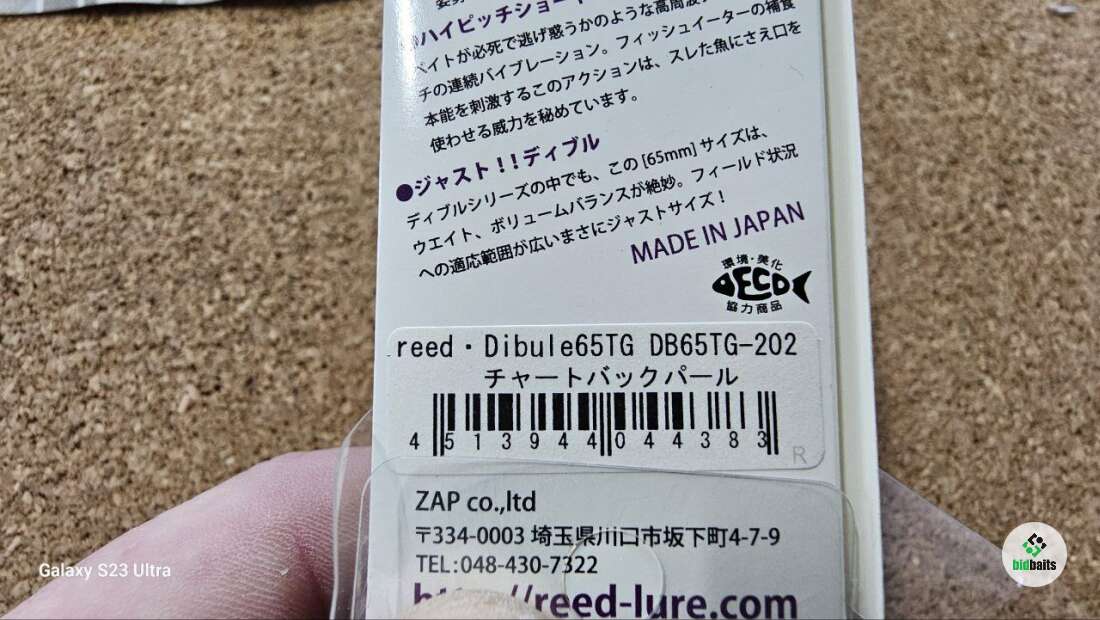 ハイピッチショー
ベイトが必死で逃げ惑うかのような高周波
チの連続バイブレーション。フィッシュイーターの補食
本能を刺激するこのアクションは、スレた魚にさえ口を
使わせる威力を秘めています。
●ジャスト!!ディブル
ディブルシリーズの中でも、この[65mm]サイズは、
ウエイト、ボリュームバランスが絶妙。フィールド状況
への適応範囲が広いまさにジャストサイズ!
MADE IN JAPAN
環境・美化
ECO
協力商品
reed・Dibule65TG DB65TG-202
チャートバックパール
4 513944 044383
R
ZAP co.,ltd
〒334-0003 埼玉県川口市坂下町4-7-9
TEL:048-430-7322
http://reed-lure.com
Galaxy S23 Ultra
bidbaits